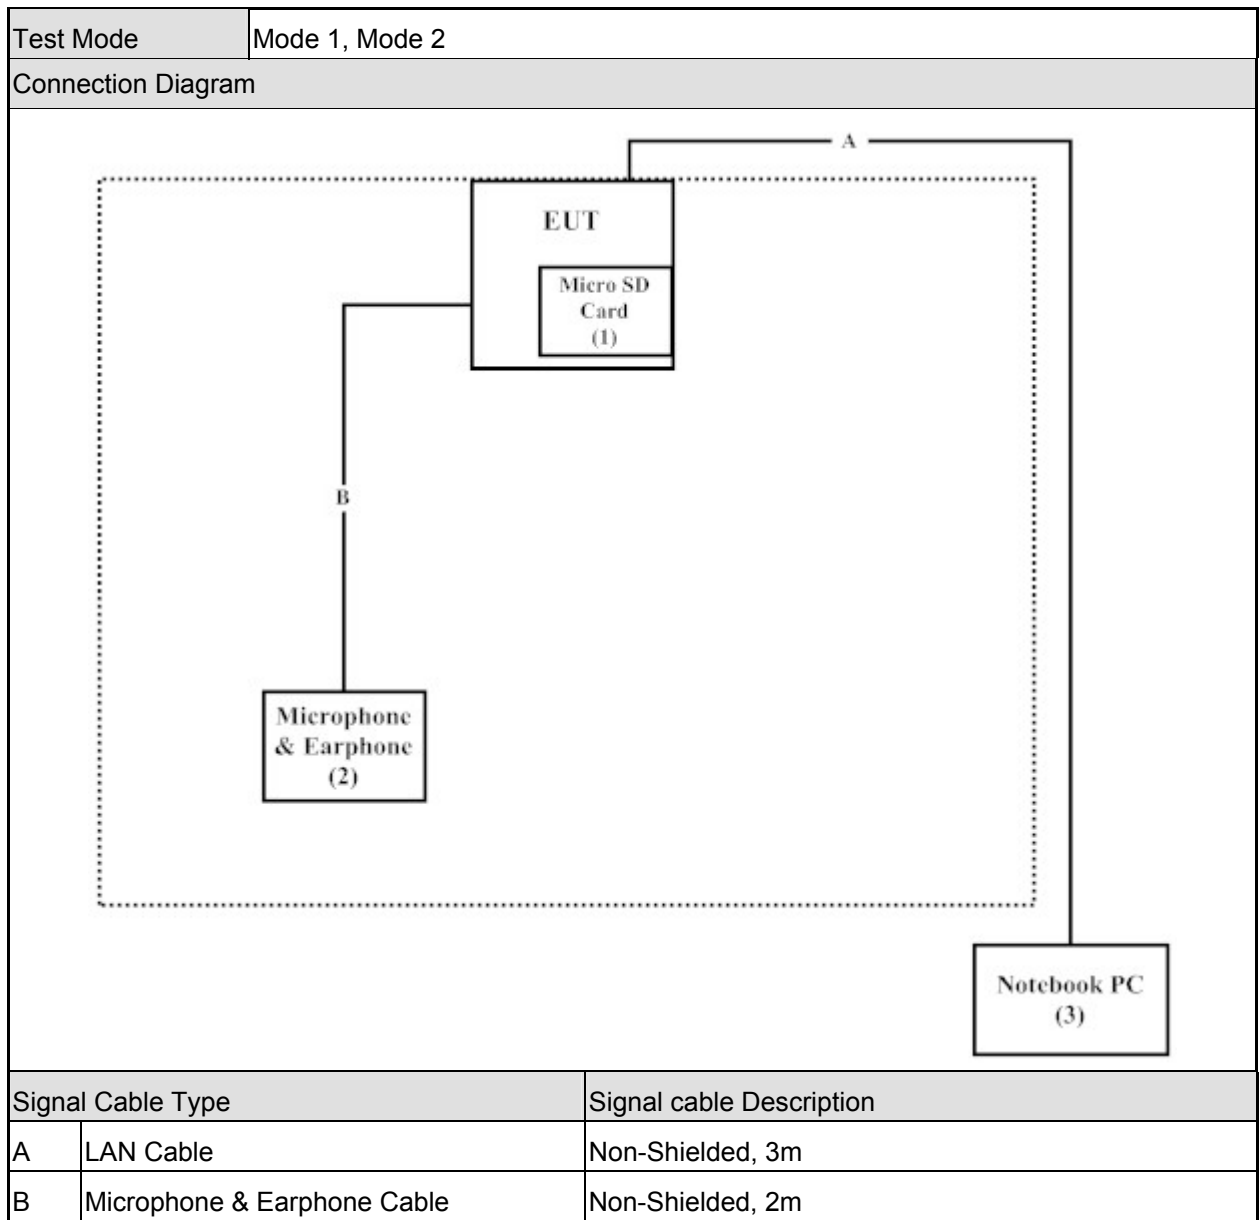 Test Mode
Mode 1, Mode 2
Connection Diagram
A
EUT
Micro SD
Card
(1)
B
Microphone
& Earphone
(2)
Notebook PC
(3)
Signal Cable Type
Signal cable Description
A
LAN Cable
Non-Shielded, 3m
B
Microphone & Earphone Cable
Non-Shielded, 2m